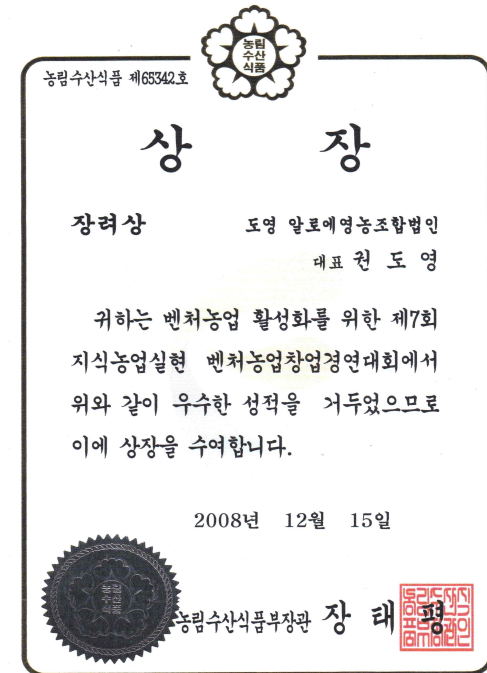 농림
수산
식품
농림수산식품 제65342호
상 장
장려상 도영 알로에영농조합법인
대표 권 도 영
귀하는 벤처농업 활성화를 위한 제7회
지식농업실현 벤처농업창업경연대회에서
위와 같이 우수한 성적을 거두었으므로
이에 상장을 수여합니다.
2008년 12월 15일
농림수산식품부장관 장 태 평